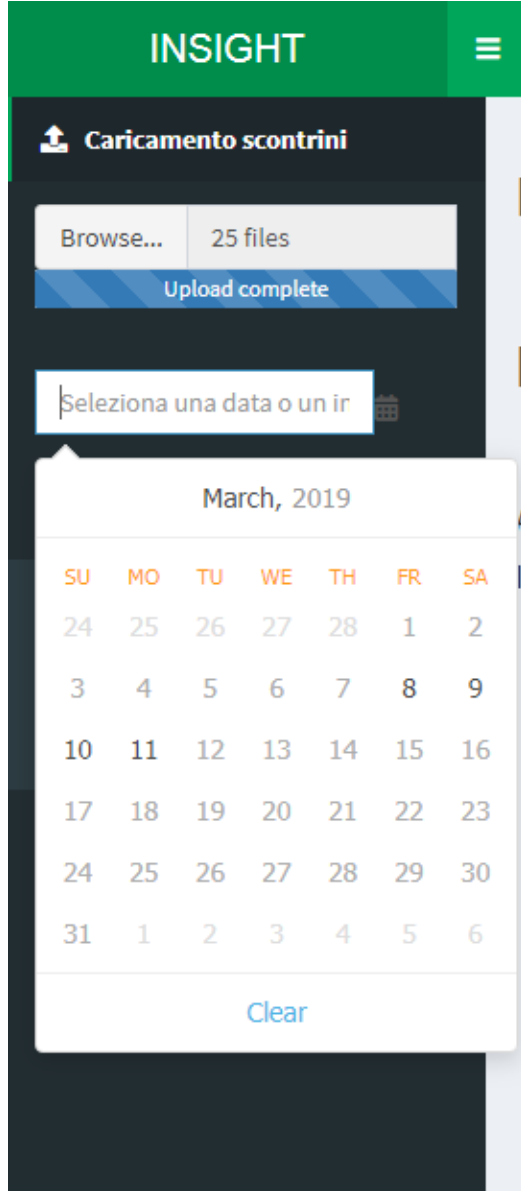 INSIGHT
Caricamento scontrini
Browse... 25 files
Upload complete
Seleziona una data o un in
March, 2019
SU MO TU WE TH FR SA
24 25 26 27 28 1 2
3 4 5 6 7 8 9
10 11 12 13 14 15 16
17 18 19 20 21 22 23
24 25 26 27 28 29 30
31 1 2 3 4 5 6
Clear